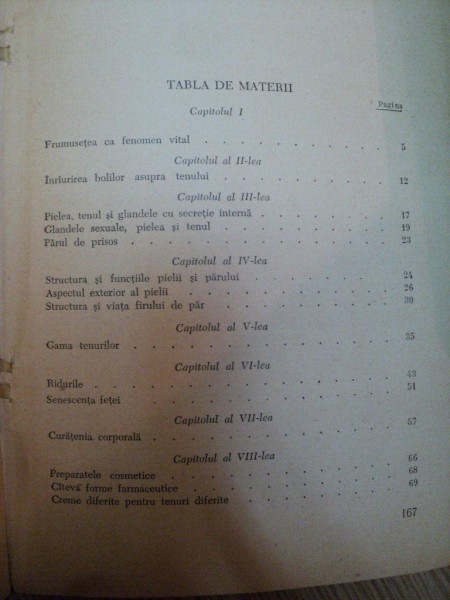 TABLA DE MATERII
Pagina
Capitolul I
Frumusețea ca fenomen vital . . . . . . . . . . 5
Capitolul al II-lea
Inrîurirea bolilor asupra tenului . . . . . . . . . . 12
Capitolul al III-lea
Pielea, tenul și glandele cu secreție internă . . . . . . . 17
Glandele sexuale, pielea și tenul . . . . . . . . . 19
Părul de prisos . . . . . . . . . . . . 23
Capitolul al IV-lea
Structura și funcțiile pielii și părului . . . . . . . . 24
Aspectul exterior al pielii . . . . . . . . . . 26
Structura și viața firului de păr . . . . . . . . . 30
Capitolul al V-lea
Gama tenurilor . . . . . . . . . . . . 35
Capitolul al VI-lea
Ridurile . . . . . . . . . . . . . 43
Senescența feței . . . . . . . . . . . . 51
Capitolul al VII-lea
Curățenia corporală . . . . . . . . . . . 57
Capitolul al VIII-lea
Preparatele cosmetice . . . . . . . . . . . 66
Cîteva forme farmaceutice . . . . . . . . . . 68
Creme diferite pentru tenuri diferite . . . . . . . . 69
167